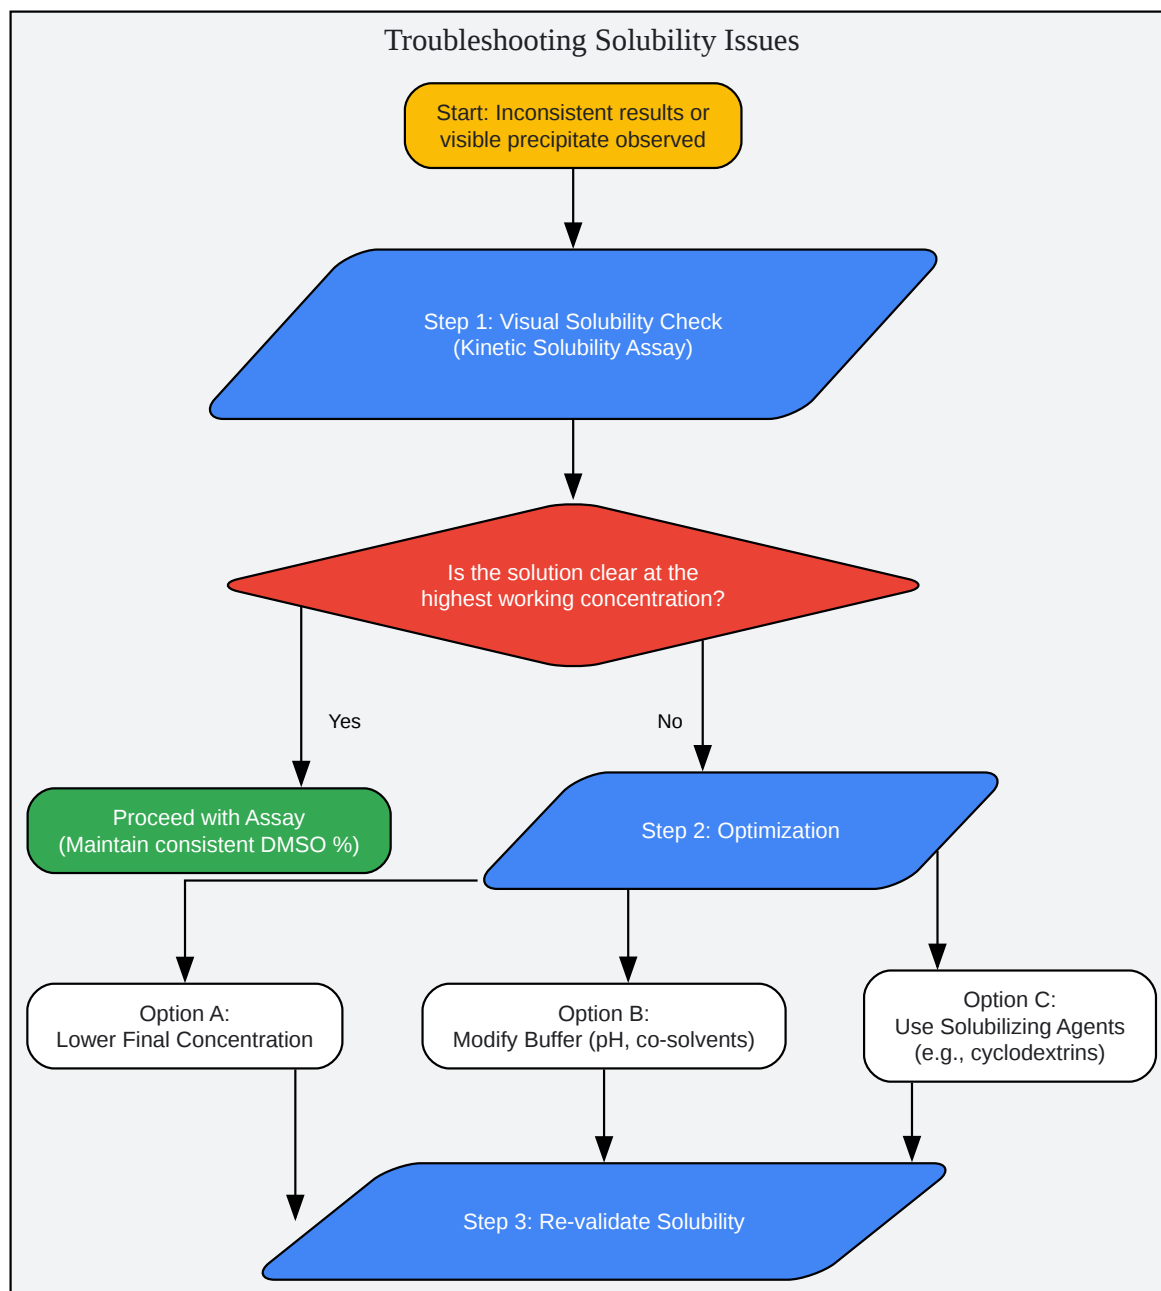 Troubleshooting Solubility Issues
Start: Inconsistent results or
visible precipitate observed
Step 1: Visual Solubility Check
(Kinetic Solubility Assay)
Is the solution clear at the
highest working concentration?
Yes
No
Proceed with Assay
(Maintain consistent DMSO %)
Step 2: Optimization
Option A:
Lower Final Concentration
Option B:
Modify Buffer (pH, co-solvents)
Option C:
Use Solubilizing Agents
(e.g., cyclodextrins)
Step 3: Re-validate Solubility